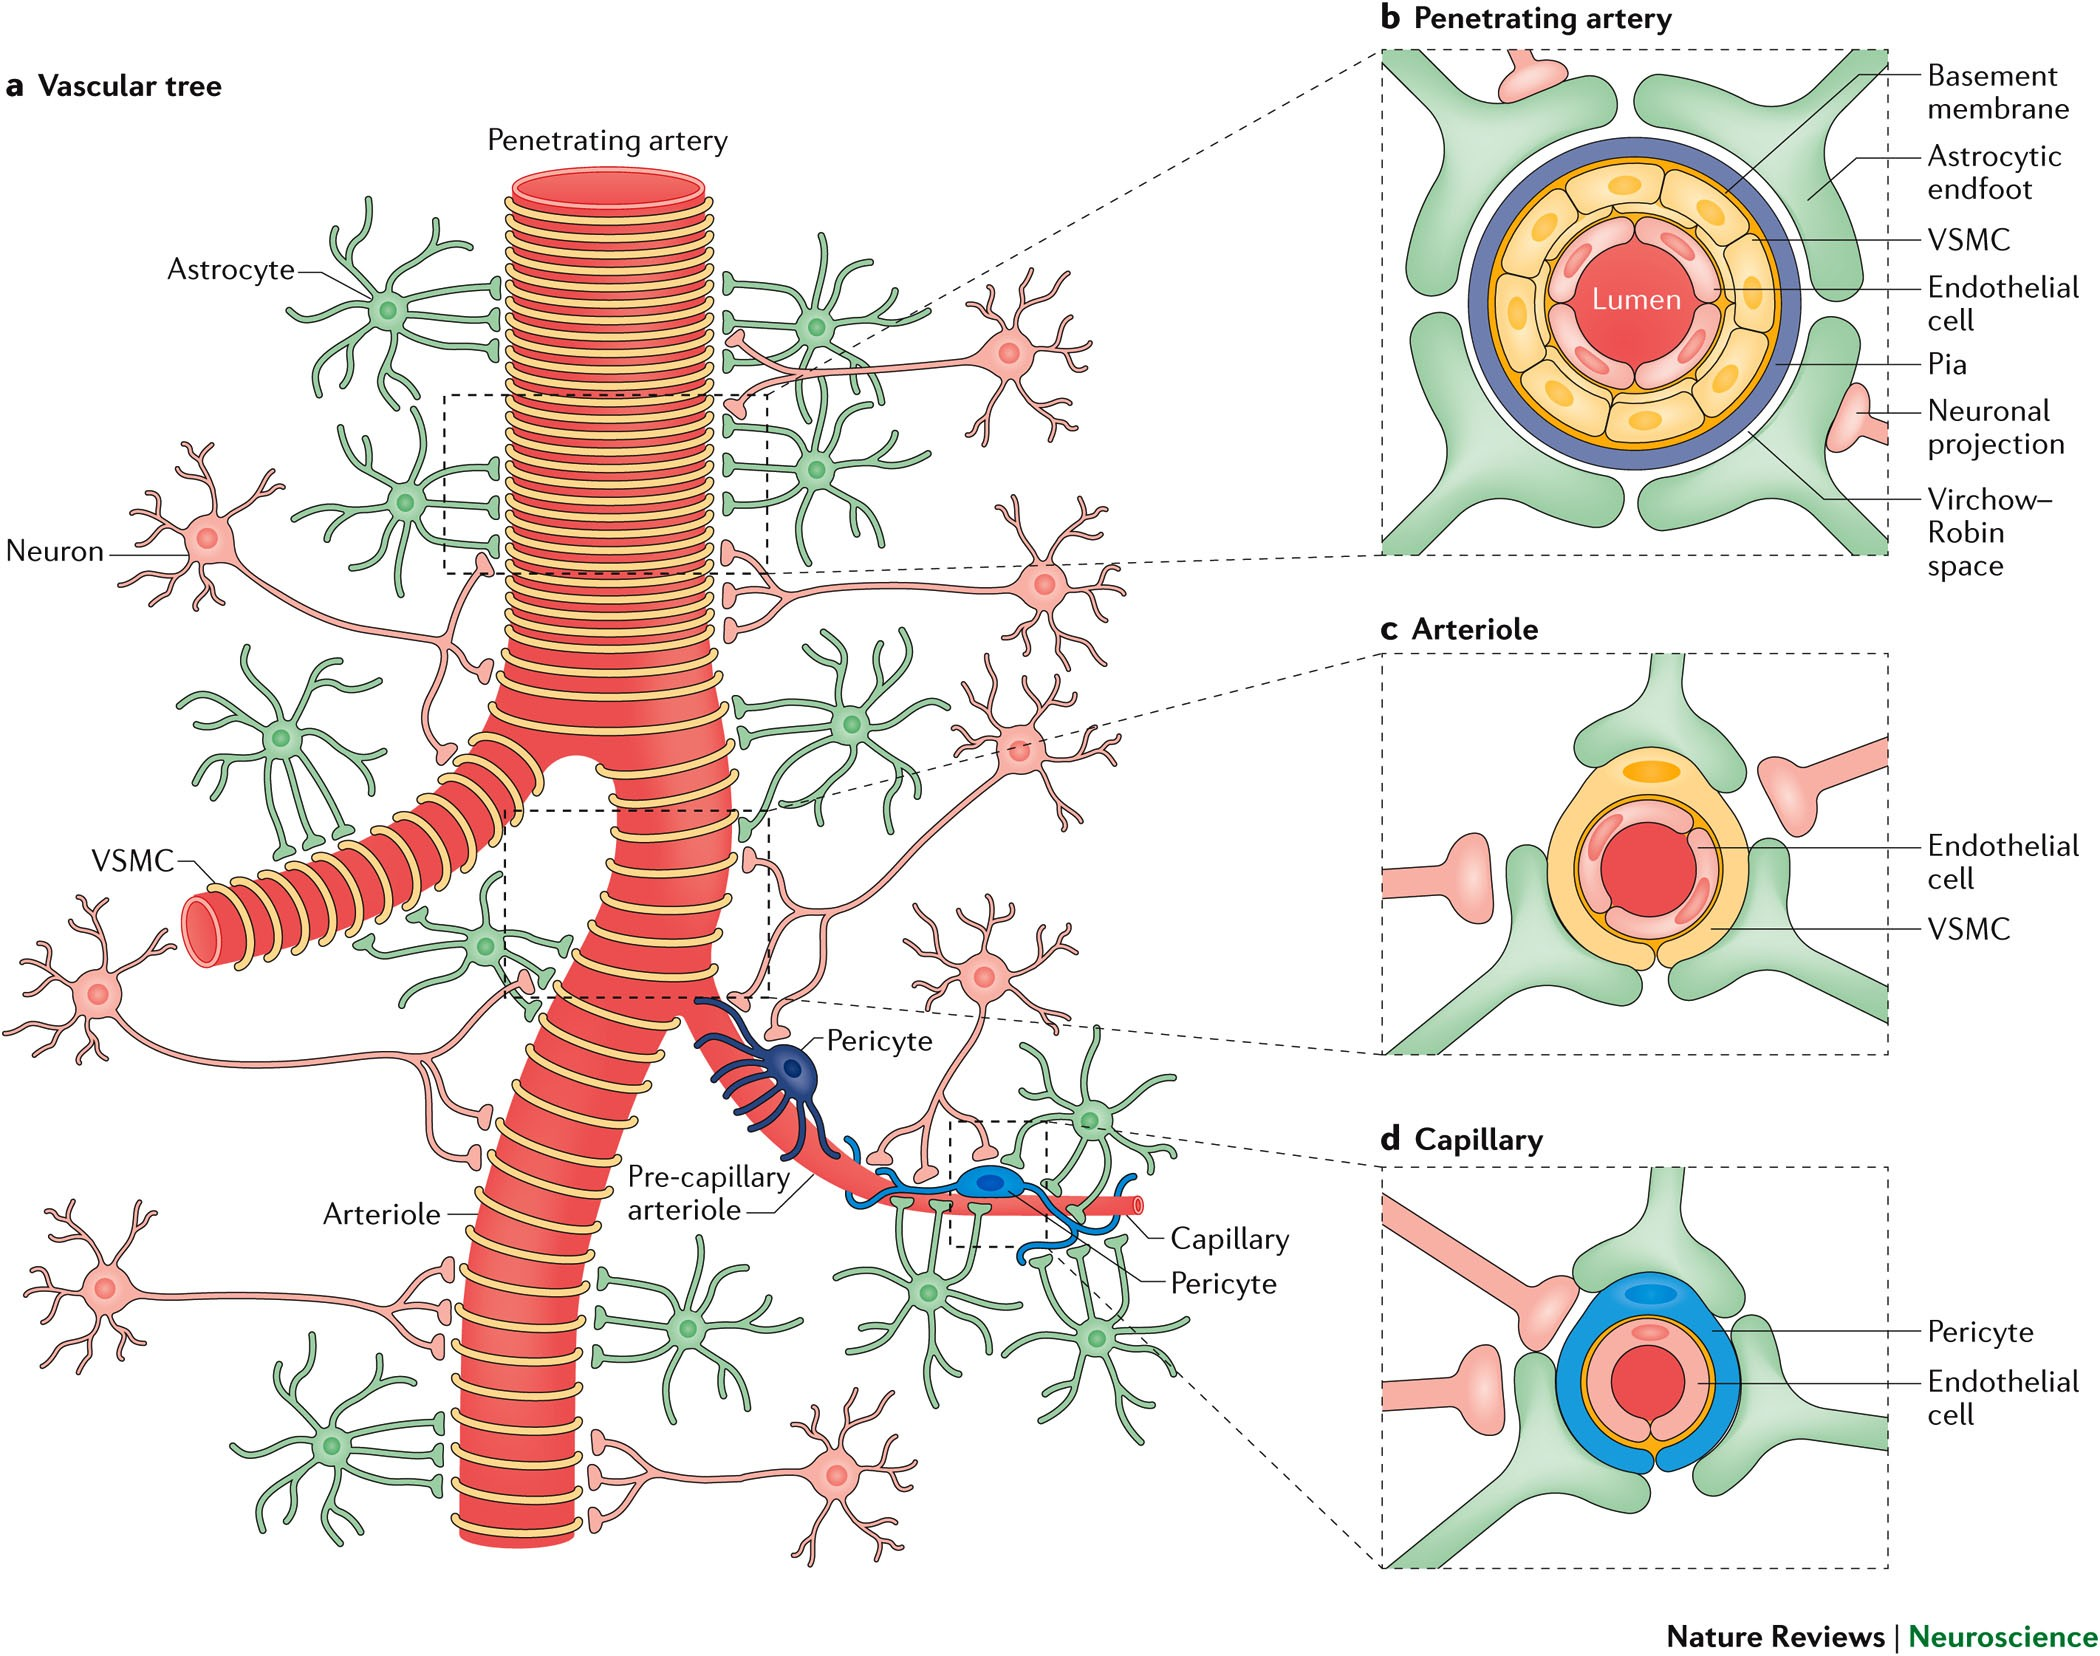 a Vascular tree
Penetrating artery
Astrocyte
Neuron
VSMC
Pericyte
Pre-capillary
arteriole
Arteriole
Capillary
Pericyte
b Penetrating artery
Lumen
Basement
membrane
Astrocytic
endfoot
VSMC
Endothelial
cell
Pia
Neuronal
projection
Virchow–
Robin
space
c Arteriole
Endothelial
cell
VSMC
d Capillary
Pericyte
Endothelial
cell
Nature Reviews | Neuroscience